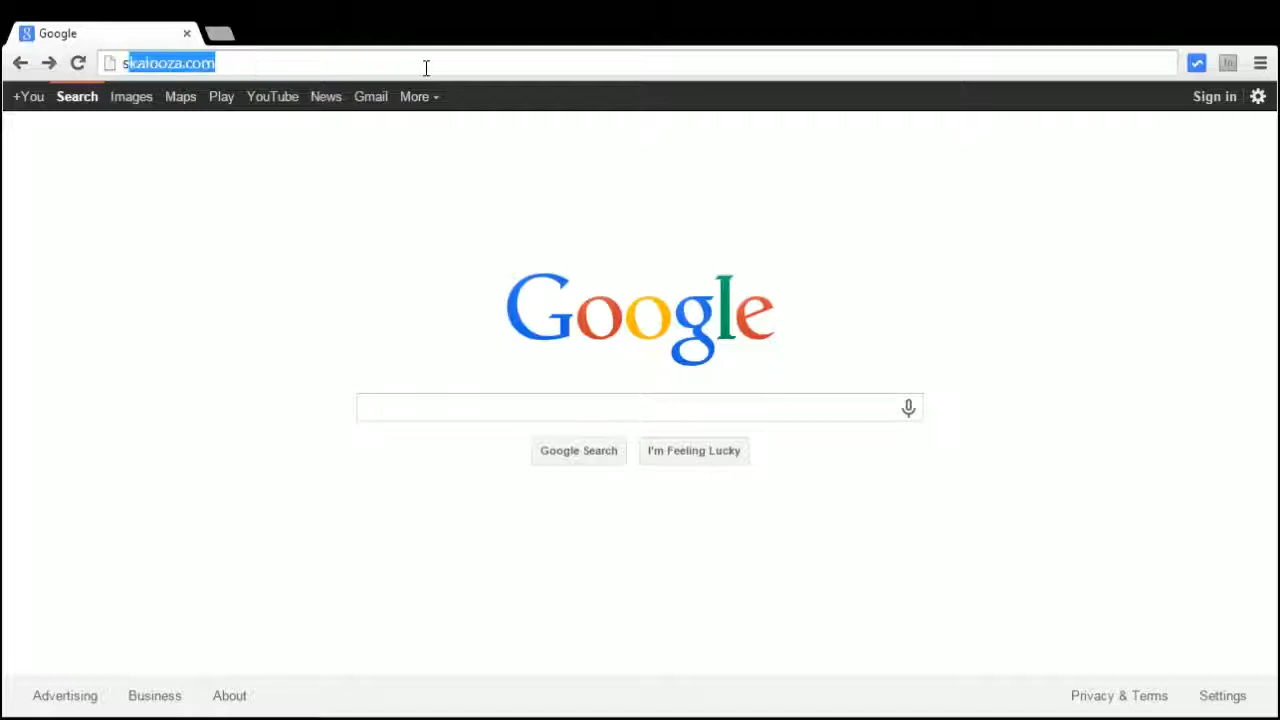 Google
skalooza.com
+You Search Images Maps Play YouTube News Gmail More Sign in
Google
Google Search I'm Feeling Lucky
Advertising Business About Privacy & Terms Settings